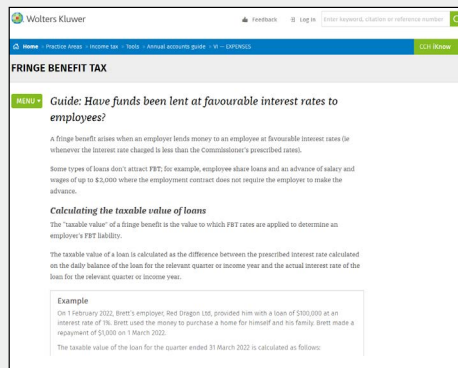 Wolters Kluwer
Feedback
Log in
Enter keyword, citation or reference number
Home > Practice Areas > Income tax > Tools > Annual accounts guide > VI -- EXPENSES
CCH iKnow
FRINGE BENEFIT TAX
MENU
Guide: Have funds been lent at favourable interest rates to
employees?
A fringe benefit arises when an employer lends money to an employee at favourable interest rates (ie
whenever the interest rate charged is less than the Commissioner's prescribed rates).
Some types of loans don't attract FBT; for example, employee share loans and an advance of salary and
wages of up to $2,000 where the employment contract does not require the employer to make the
advance.
Calculating the taxable value of loans
The "taxable value" of a fringe benefit is the value to which FBT rates are applied to determine an
employer's FBT liability.
The taxable value of a loan is calculated as the difference between the prescribed interest rate calculated
on the daily balance of the loan for the relevant quarter or income year and the actual interest rate of the
loan for the relevant quarter or income year.
Example
On 1 February 2022, Brett's employer, Red Dragon Ltd, provided him with a loan of $100,000 at an
interest rate of 1%. Brett used the money to purchase a home for himself and his family. Brett made a
repayment of $1,000 on 1 March 2022.
The taxable value of the loan for the quarter ended 31 March 2022 is calculated as follows: